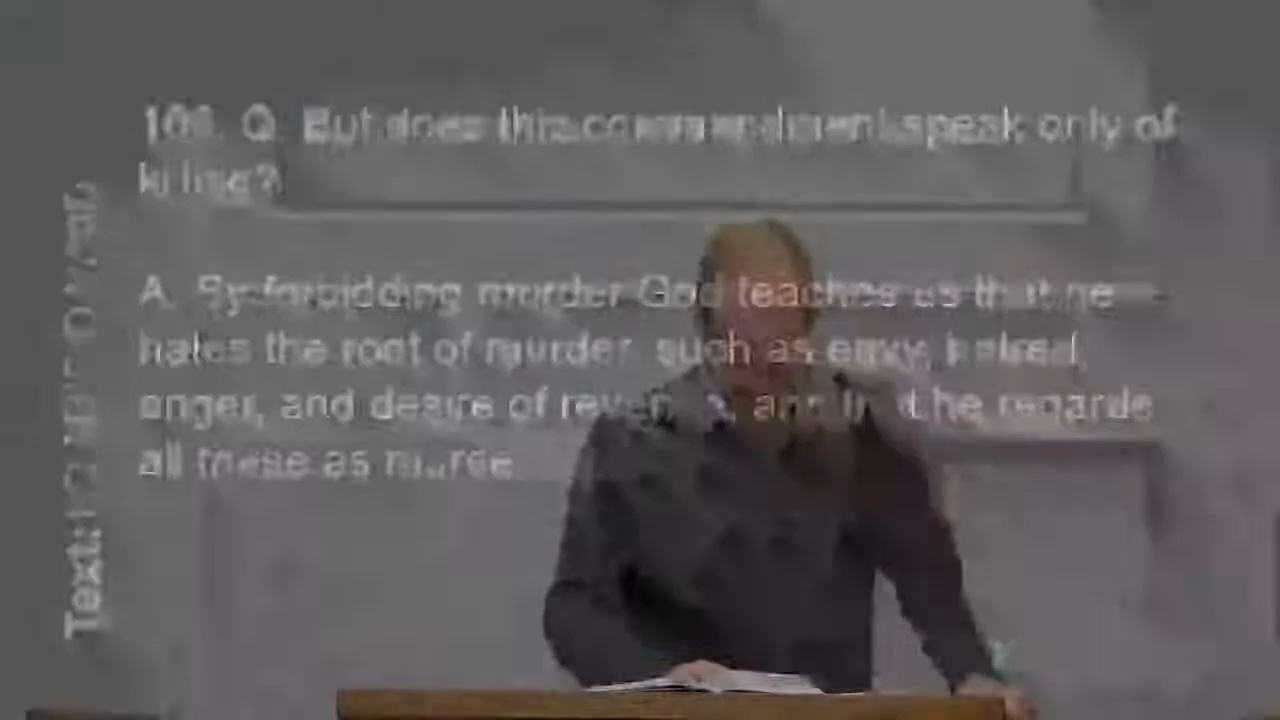 106. Q. But does this commandment speak only of
killing?
A. By forbidding murder God teaches us that he
hates the root of murder, such as envy, hatred,
anger, and desire of revenge, and that he regards
all these as murder
Text: